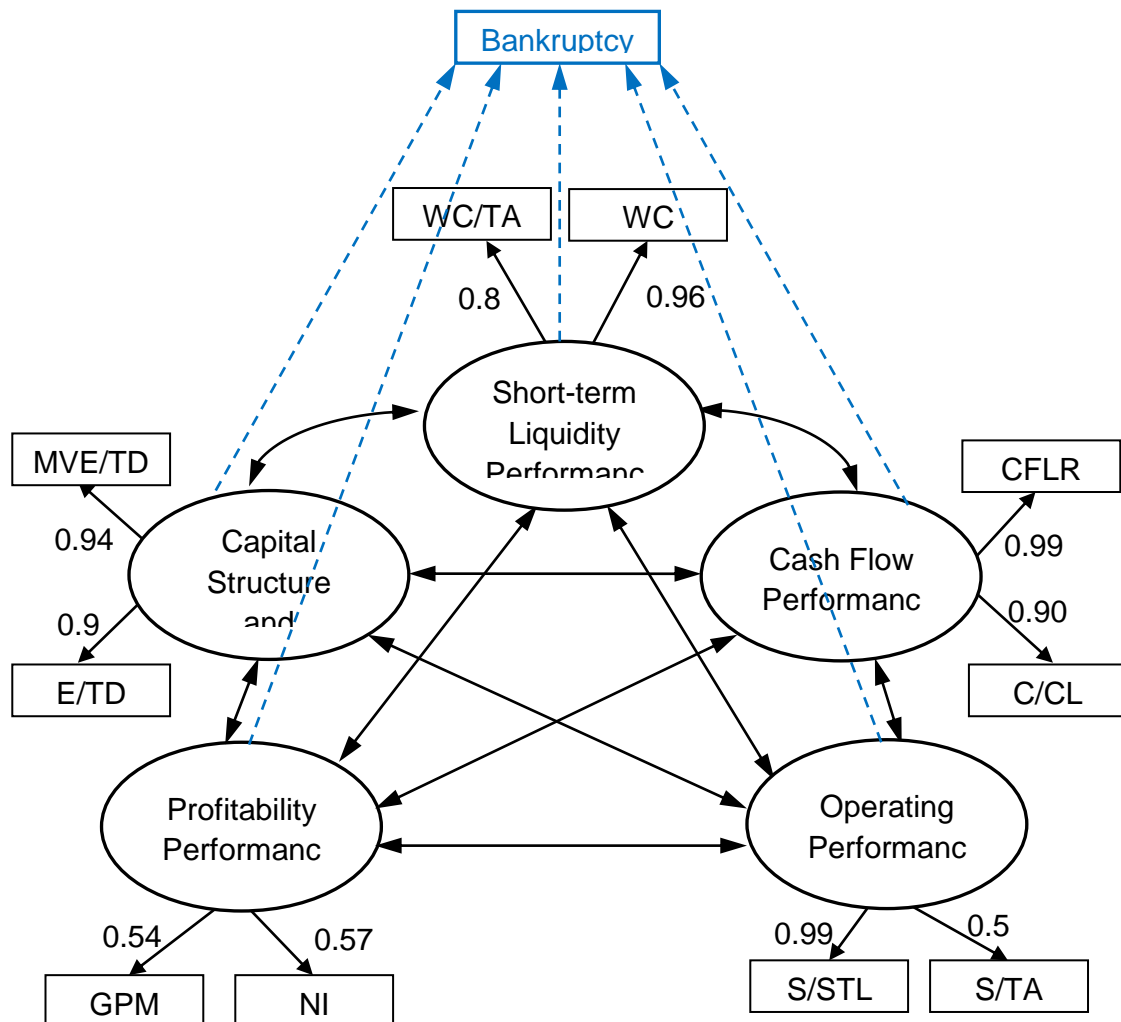 Bankruptcy
WC/TA
WC
0.8
0.96
Short-term
Liquidity
Performanc
MVE/TD
CFLR
0.94
Capital
Structure
and
Cash Flow
Performanc
0.99
0.9
0.90
E/TD
C/CL
Profitability
Performanc
Operating
Performanc
0.54
0.57
0.99
0.5
GPM
NI
S/STL
S/TA